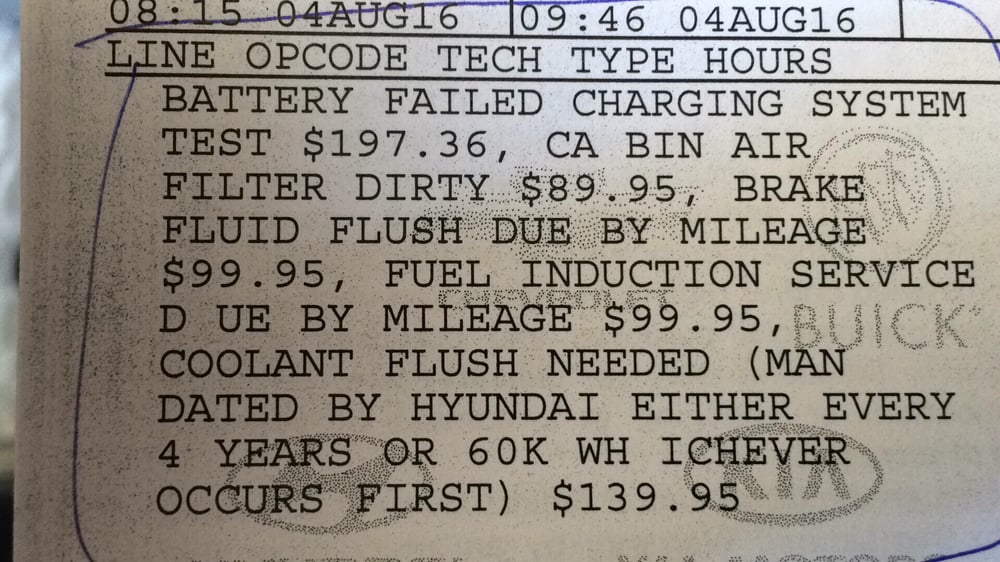 08:15 04AUG16 09:46 04AUG16
LINE OPCODE TECH TYPE HOURS
BATTERY FAILED CHARGING SYSTEM
TEST $197.36, CA BIN AIR
FILTER DIRTY $89.95, BRAKE
FLUID FLUSH DUE BY MILEAGE
$99.95, FUEL INDUCTION SERVICE
CHEVROLET
D UE BY MILEAGE $99.95,
BUICK
COOLANT FLUSH NEEDED (MAN
DATED BY HYUNDAI EITHER EVERY
4 YEARS OR 60K WH ICHEVER
OCCURS FIRST) $139.95
KIA